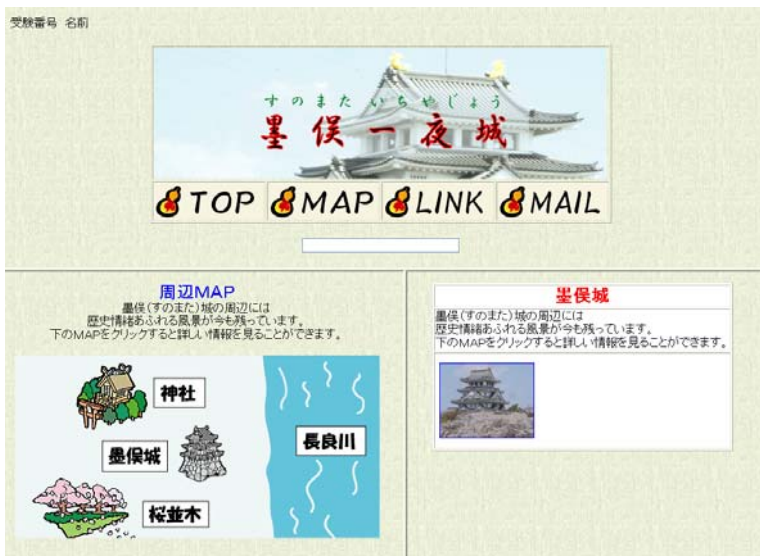 受験番号 名前
すのまたいちやじょう
墨俣一夜城
TOP MAP LINK MAIL
周辺MAP
墨俣(すのまた)城の周辺には
歴史情緒あふれる風景が今も残っています。
下のMAPをクリックすると詳しい情報を見ることができます。
神社
墨俣城
桜並木
長良川
墨俣城
墨俣(すのまた)城の周辺には
歴史情緒あふれる風景が今も残っています。
下のMAPをクリックすると詳しい情報を見ることができます。